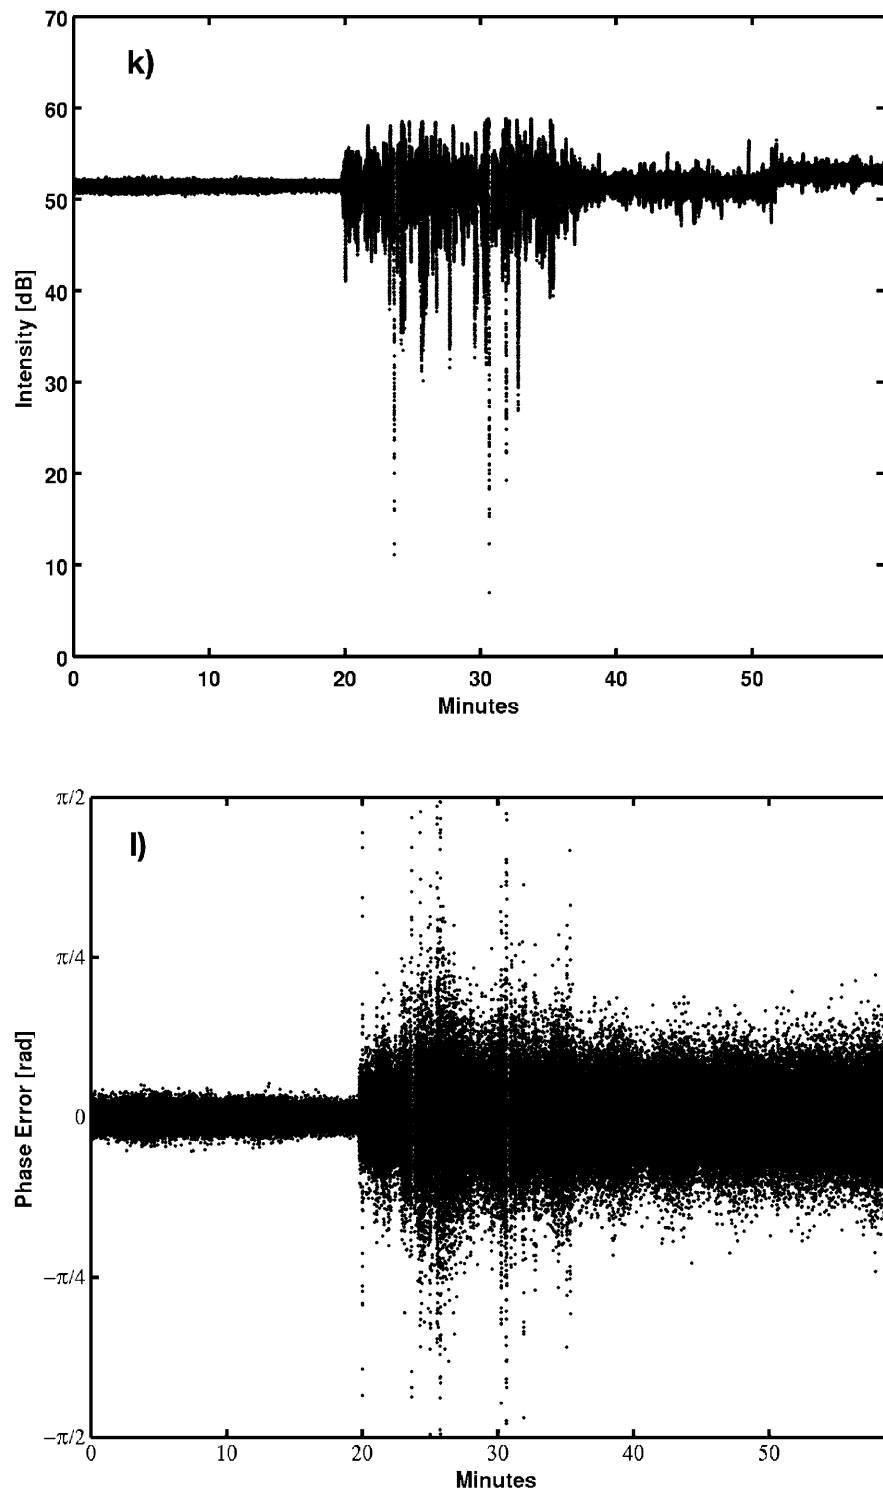 70
k)
60
50
40
Intensity [dB]
30
20
10
0
0 10 20 30 40 50
Minutes
π/2
l)
π/4
Phase Error [rad]
0
−π/4
−π/2
0 10 20 30 40 50
Minutes